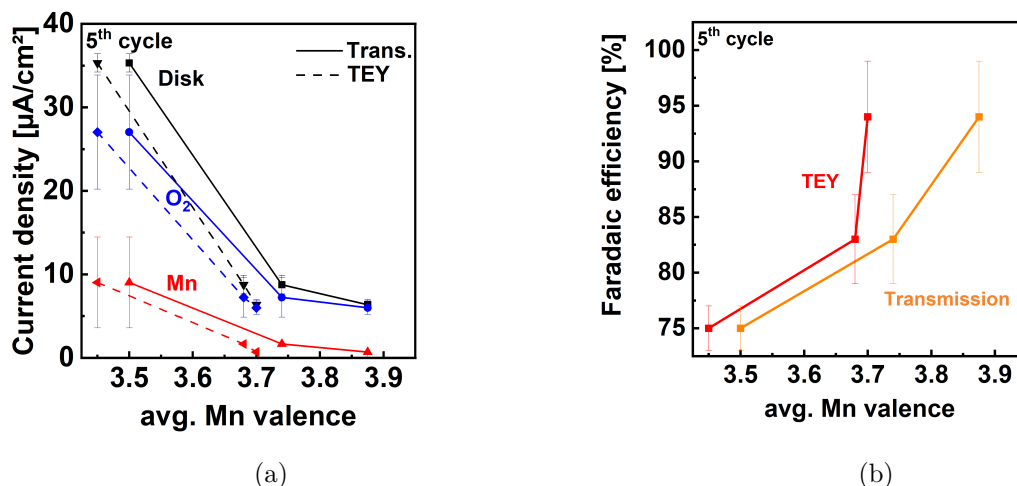 5th cycle
Trans.
TEY
Disk
O2
Mn
Current density [µA/cm²]
40
30
20
10
0
3.5 3.6 3.7 3.8 3.9
avg. Mn valence
(a)
5th cycle
TEY
Transmission
Faradaic efficiency [%]
100
95
90
85
80
75
3.5 3.6 3.7 3.8 3.9
avg. Mn valence
(b)